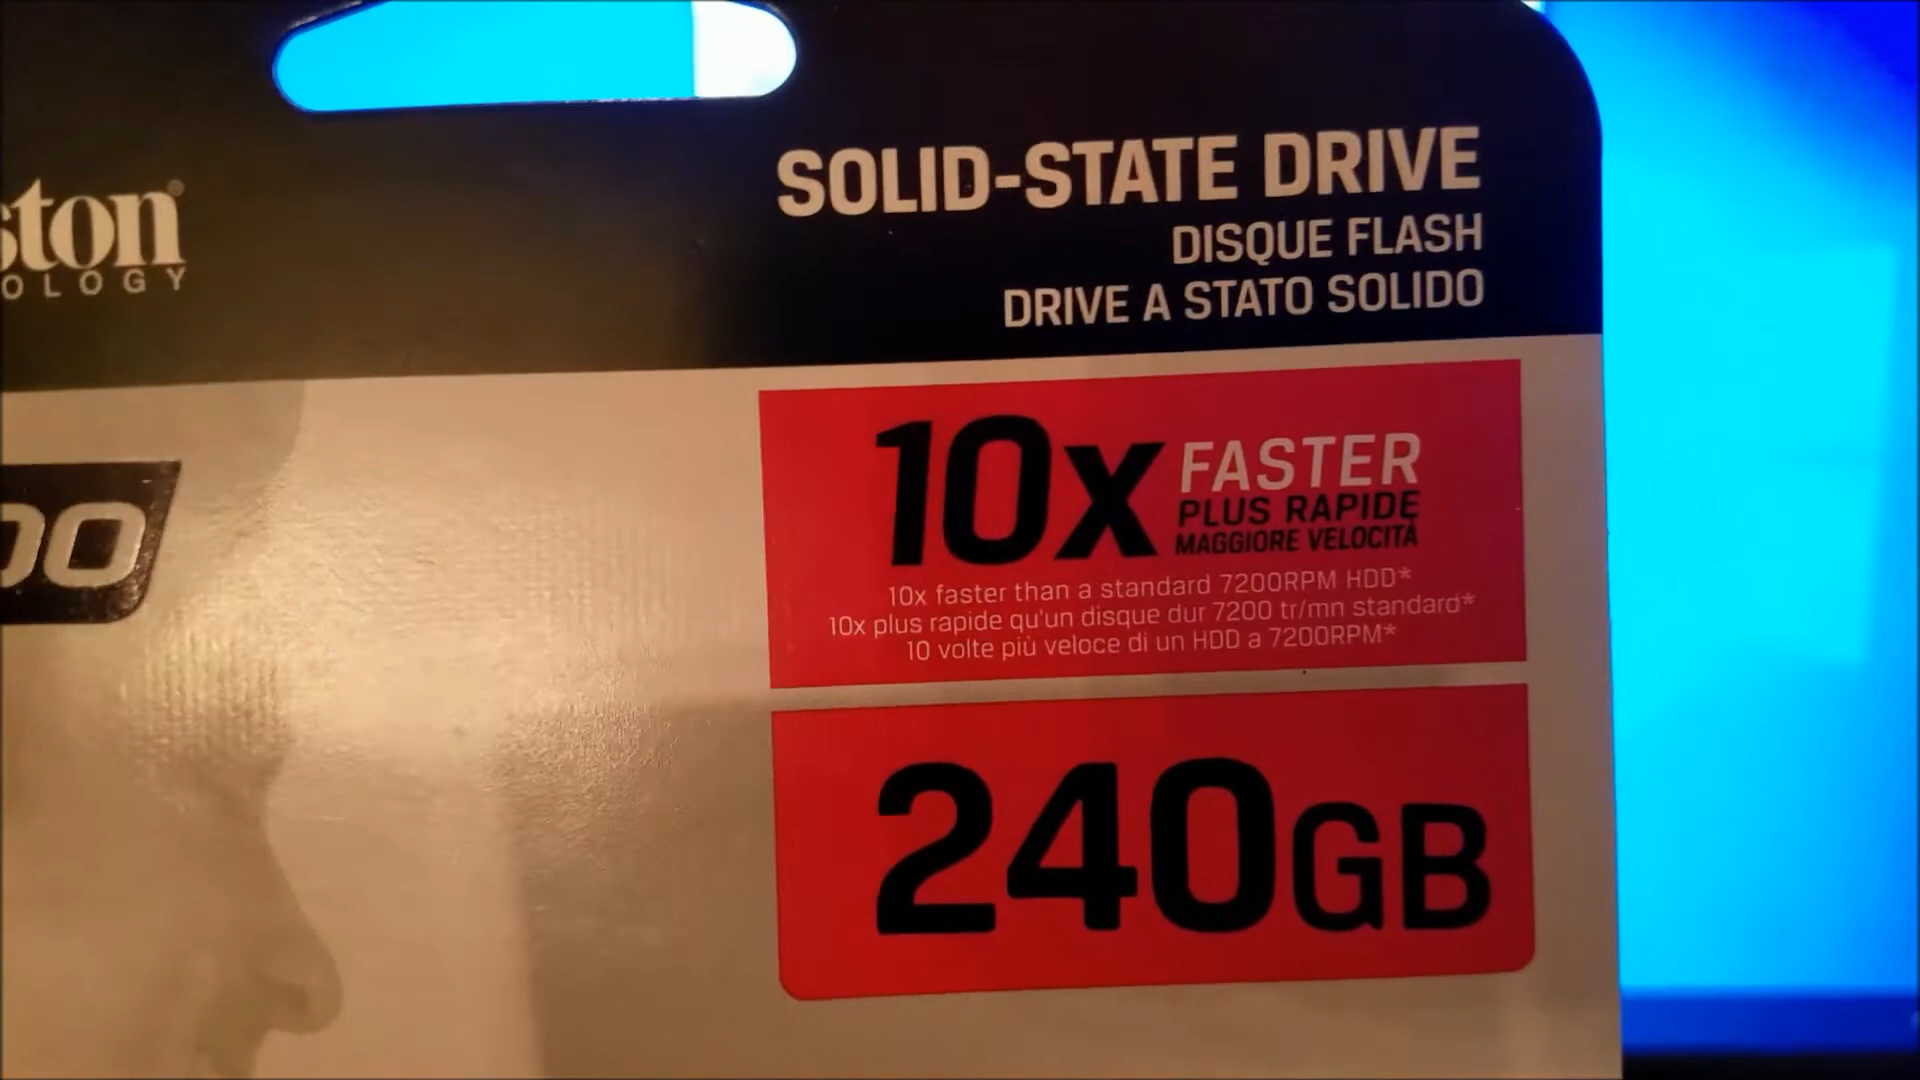 SOLID-STATE DRIVE
DISQUE FLASH
DRIVE A STATO SOLIDO
ston®
OLOGY
00
10x FASTER
PLUS RAPIDE
MAGGIORE VELOCITÀ
10x faster than a standard 7200RPM HDD*
10x plus rapide qu'un disque dur 7200 tr/mn standard*
10 volte più veloce di un HDD a 7200RPM*
240GB